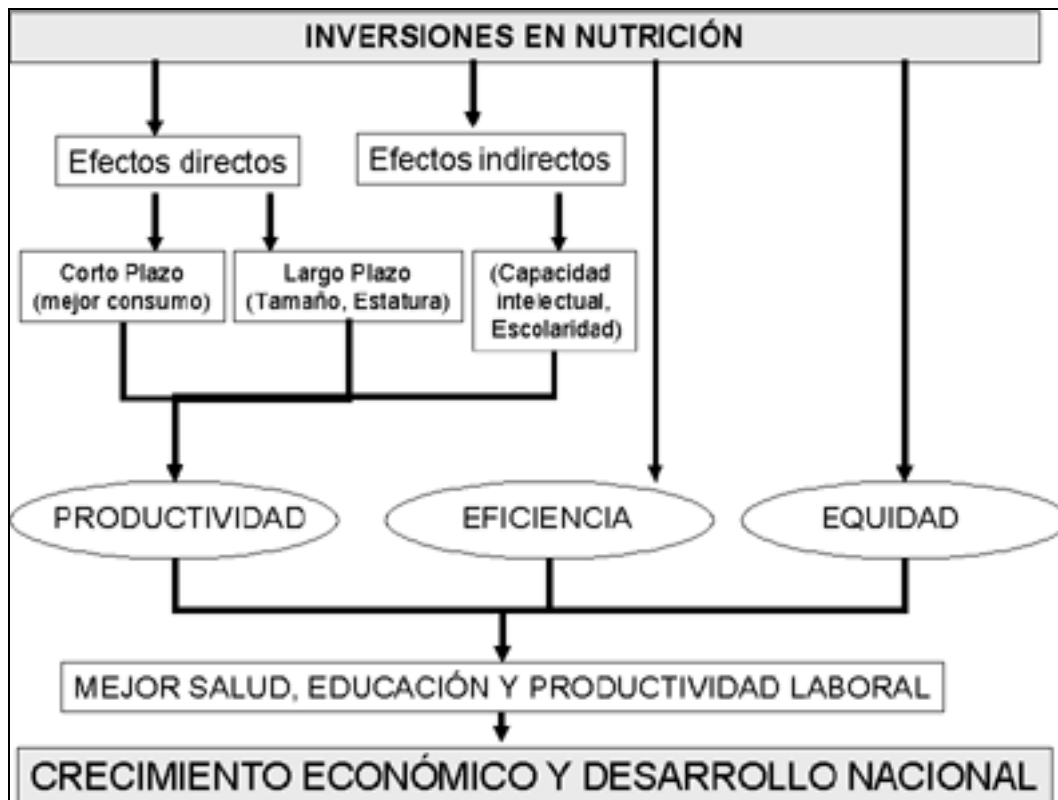 INVERSIONES EN NUTRICIÓN
Efectos directos
Efectos indirectos
Corto Plazo
(mejor consumo)
Largo Plazo
(Tamaño, Estatura)
(Capacidad
intelectual,
Escolaridad)
PRODUCTIVIDAD
EFICIENCIA
EQUIDAD
MEJOR SALUD, EDUCACIÓN Y PRODUCTIVIDAD LABORAL
CRECIMIENTO ECONÓMICO Y DESARROLLO NACIONAL